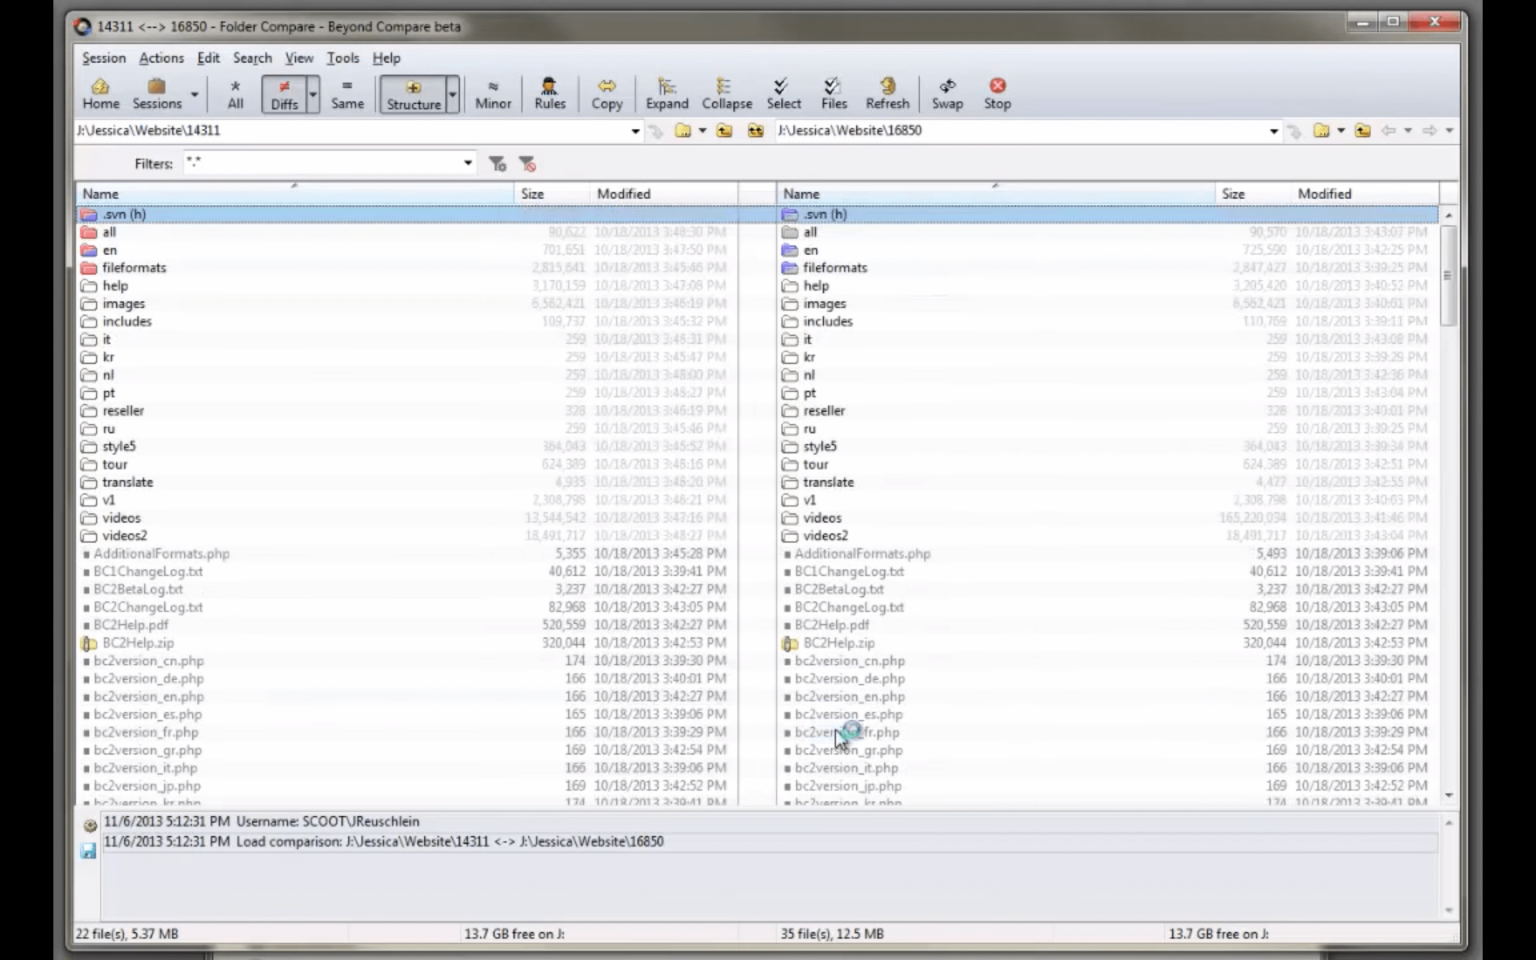 14311 <--> 16850 - Folder Compare - Beyond Compare beta
Session Actions Edit Search View Tools Help
Home Sessions All Diffs Same Structure Minor Rules Copy Expand Collapse Select Files Refresh Swap Stop
J:\Jessica\Website\14311 J:\Jessica\Website\16850
Filters: *.*
Name Size Modified Name Size Modified
.svn (h) .svn (h)
all 90,622 10/18/2013 3:48:30 PM all 90,570 10/18/2013 3:43:07 PM
en 701,651 10/18/2013 3:47:50 PM en 725,590 10/18/2013 3:42:25 PM
fileformats 2,815,641 10/18/2013 3:45:46 PM fileformats 2,847,427 10/18/2013 3:39:25 PM
help 3,170,159 10/18/2013 3:47:08 PM help 3,205,420 10/18/2013 3:40:52 PM
images 6,562,421 10/18/2013 3:46:19 PM images 6,562,421 10/18/2013 3:40:01 PM
includes 109,737 10/18/2013 3:45:32 PM includes 110,769 10/18/2013 3:39:11 PM
it 259 10/18/2013 3:48:31 PM it 259 10/18/2013 3:43:08 PM
kr 259 10/18/2013 3:45:47 PM kr 259 10/18/2013 3:39:29 PM
nl 259 10/18/2013 3:48:00 PM nl 259 10/18/2013 3:42:36 PM
pt 259 10/18/2013 3:48:27 PM pt 259 10/18/2013 3:43:04 PM
reseller 328 10/18/2013 3:46:19 PM reseller 328 10/18/2013 3:40:01 PM
ru 259 10/18/2013 3:45:46 PM ru 259 10/18/2013 3:39:25 PM
style5 364,043 10/18/2013 3:45:52 PM style5 364,043 10/18/2013 3:39:34 PM
tour 624,389 10/18/2013 3:48:16 PM tour 624,389 10/18/2013 3:42:51 PM
translate 4,935 10/18/2013 3:48:20 PM translate 4,477 10/18/2013 3:42:55 PM
v1 2,308,798 10/18/2013 3:46:21 PM v1 2,308,798 10/18/2013 3:40:03 PM
videos 13,544,542 10/18/2013 3:47:16 PM videos 165,220,034 10/18/2013 3:41:46 PM
videos2 18,491,717 10/18/2013 3:48:27 PM videos2 18,491,717 10/18/2013 3:43:04 PM
AdditionalFormats.php 5,355 10/18/2013 3:45:28 PM AdditionalFormats.php 5,493 10/18/2013 3:39:06 PM
BC1ChangeLog.txt 40,612 10/18/2013 3:39:41 PM BC1ChangeLog.txt 40,612 10/18/2013 3:39:41 PM
BC2BetaLog.txt 3,237 10/18/2013 3:42:27 PM BC2BetaLog.txt 3,237 10/18/2013 3:42:27 PM
BC2ChangeLog.txt 82,968 10/18/2013 3:43:05 PM BC2ChangeLog.txt 82,968 10/18/2013 3:43:05 PM
BC2Help.pdf 520,559 10/18/2013 3:42:27 PM BC2Help.pdf 520,559 10/18/2013 3:42:27 PM
BC2Help.zip 320,044 10/18/2013 3:42:53 PM BC2Help.zip 320,044 10/18/2013 3:42:53 PM
bc2version_cn.php 174 10/18/2013 3:39:30 PM bc2version_cn.php 174 10/18/2013 3:39:30 PM
bc2version_de.php 166 10/18/2013 3:40:01 PM bc2version_de.php 166 10/18/2013 3:40:01 PM
bc2version_en.php 166 10/18/2013 3:42:27 PM bc2version_en.php 166 10/18/2013 3:42:27 PM
bc2version_es.php 165 10/18/2013 3:39:06 PM bc2version_es.php 165 10/18/2013 3:39:06 PM
bc2version_fr.php 166 10/18/2013 3:39:29 PM bc2version_fr.php 166 10/18/2013 3:39:29 PM
bc2version_gr.php 169 10/18/2013 3:42:54 PM bc2version_gr.php 169 10/18/2013 3:42:54 PM
bc2version_it.php 166 10/18/2013 3:39:06 PM bc2version_it.php 166 10/18/2013 3:39:06 PM
bc2version_jp.php 169 10/18/2013 3:42:52 PM bc2version_jp.php 169 10/18/2013 3:42:52 PM
bc2version_kr.php 174 10/18/2013 3:39:41 PM bc2version_kr.php 174 10/18/2013 3:39:41 PM
11/6/2013 5:12:31 PM Username: SCOOT\JReuschlein
11/6/2013 5:12:31 PM Load comparison: J:\Jessica\Website\14311 <-> J:\Jessica\Website\16850
22 file(s), 5.37 MB 13.7 GB free on J: 35 file(s), 12.5 MB 13.7 GB free on J: